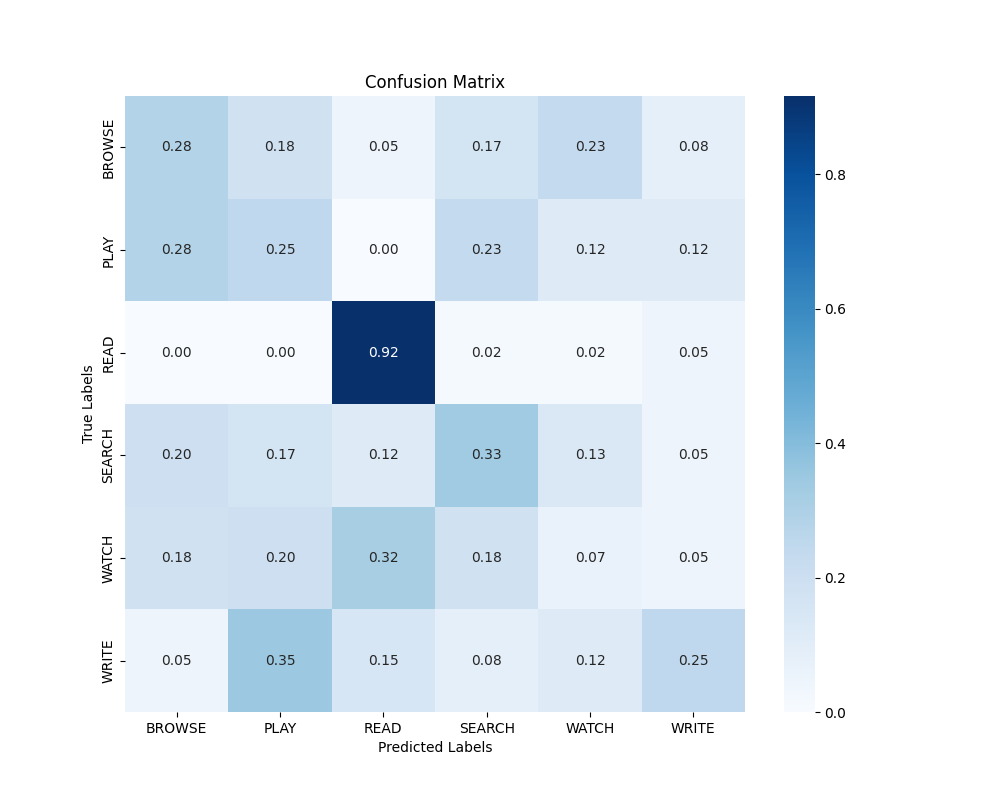 Confusion Matrix
BROWSE 0.28 0.18 0.05 0.17 0.23 0.08
PLAY 0.28 0.25 0.00 0.23 0.12 0.12
READ 0.00 0.00 0.92 0.02 0.02 0.05
SEARCH 0.20 0.17 0.12 0.33 0.13 0.05
WATCH 0.18 0.20 0.32 0.18 0.07 0.05
WRITE 0.05 0.35 0.15 0.08 0.12 0.25
True Labels
BROWSE PLAY READ SEARCH WATCH WRITE
Predicted Labels
0.8
0.6
0.4
0.2
0.0